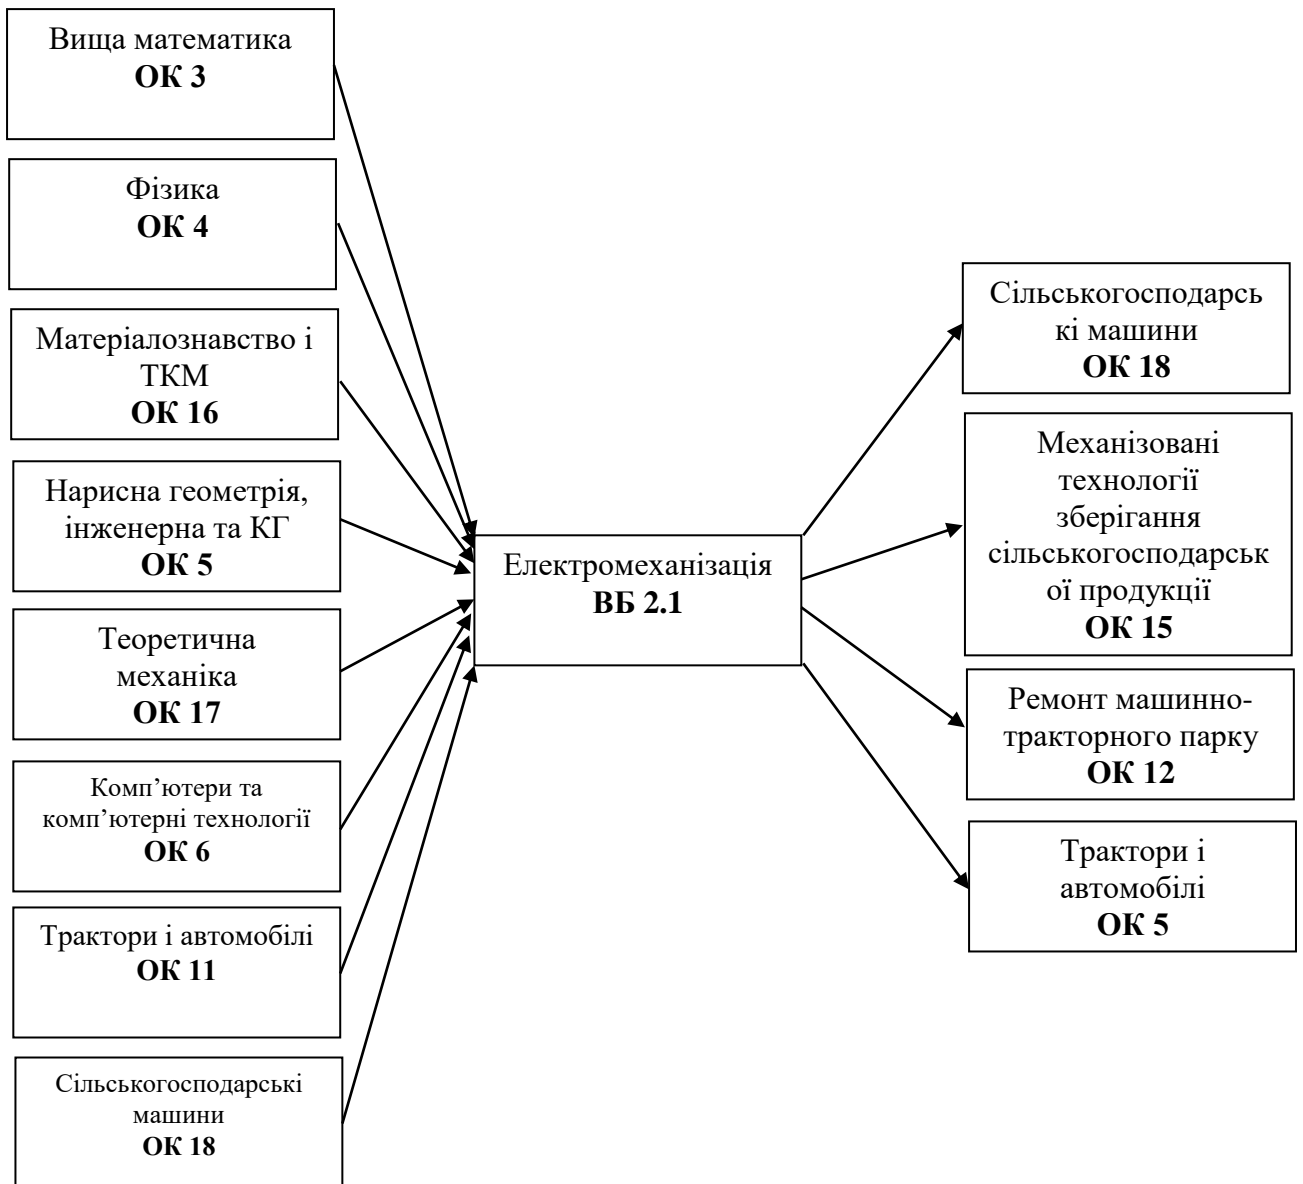 Вища математика
ОК 3
Фізика
ОК 4
Матеріалознавство і
ТКМ
ОК 16
Нарисна геометрія,
інженерна та КГ
ОК 5
Теоретична
механіка
ОК 17
Комп’ютери та
комп’ютерні технології
ОК 6
Трактори і автомобілі
ОК 11
Сільськогосподарські
машини
ОК 18
Електромеханізація
ВБ 2.1
Сільськогосподарсь
кі машини
ОК 18
Механізовані
технології
зберігання
сільськогосподарськ
ої продукції
ОК 15
Ремонт машинно-
тракторного парку
ОК 12
Трактори і
автомобілі
ОК 5